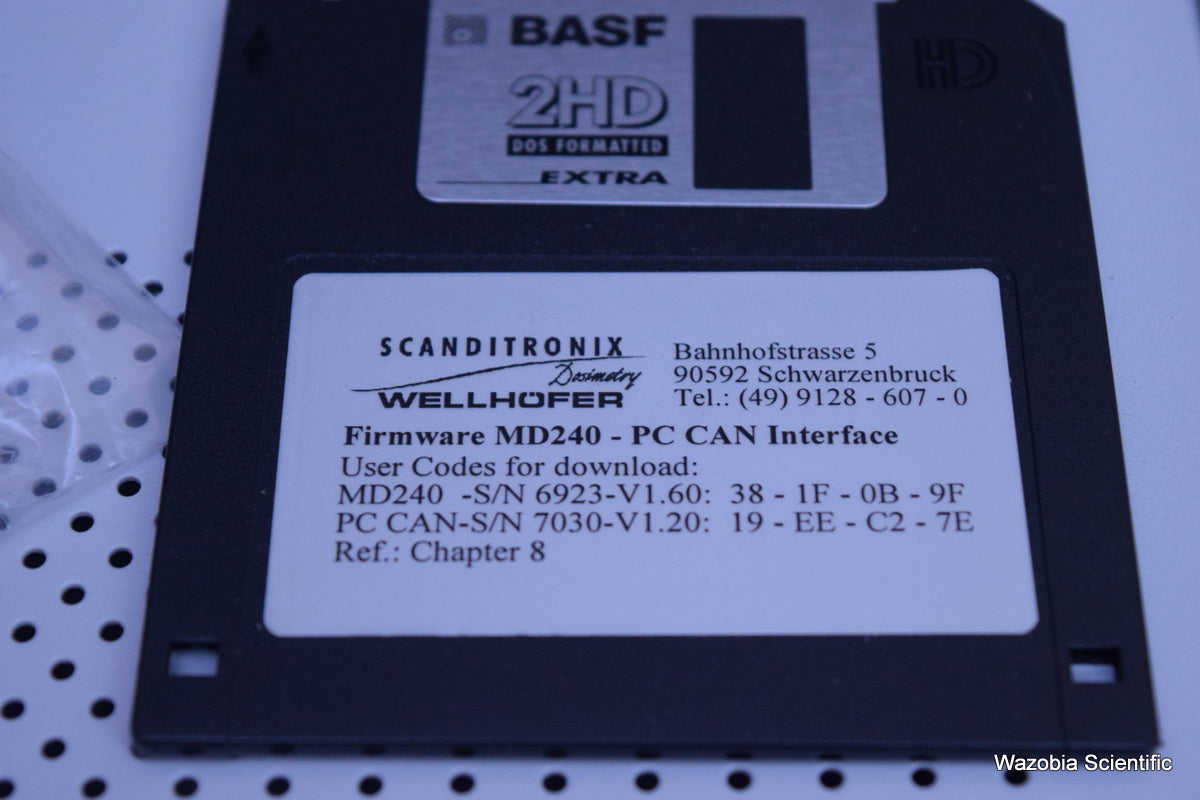 BASF
HD
2HD
DOS FORMATTED
EXTRA
SCANDITRONIX
Dosimetry
WELLHÖFER
Bahnhofstrasse 5
90592 Schwarzenbruck
Tel.: (49) 9128 - 607 - 0
Firmware MD240 - PC CAN Interface
User Codes for download:
MD240 -S/N 6923-V1.60: 38 - 1F - 0B - 9F
PC CAN-S/N 7030-V1.20: 19 - EE - C2 - 7E
Ref.: Chapter 8
Wazobia Scientific